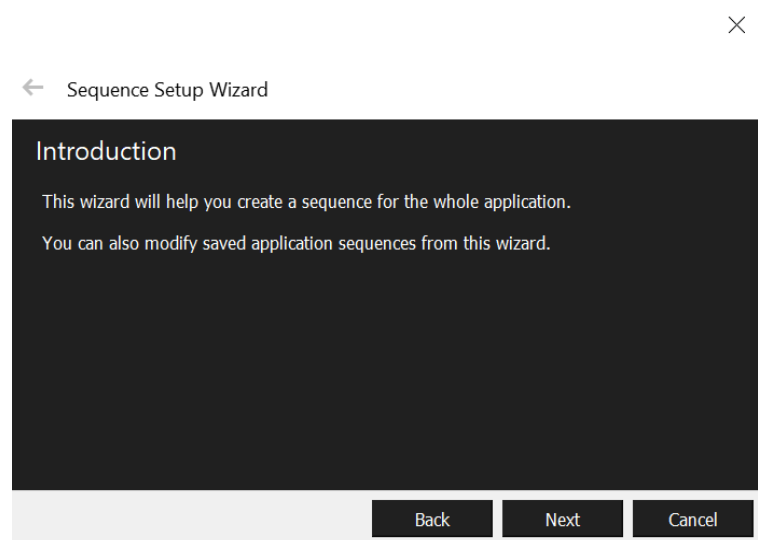 Sequence Setup Wizard
Introduction
This wizard will help you create a sequence for the whole application.
You can also modify saved application sequences from this wizard.
Back Next Cancel